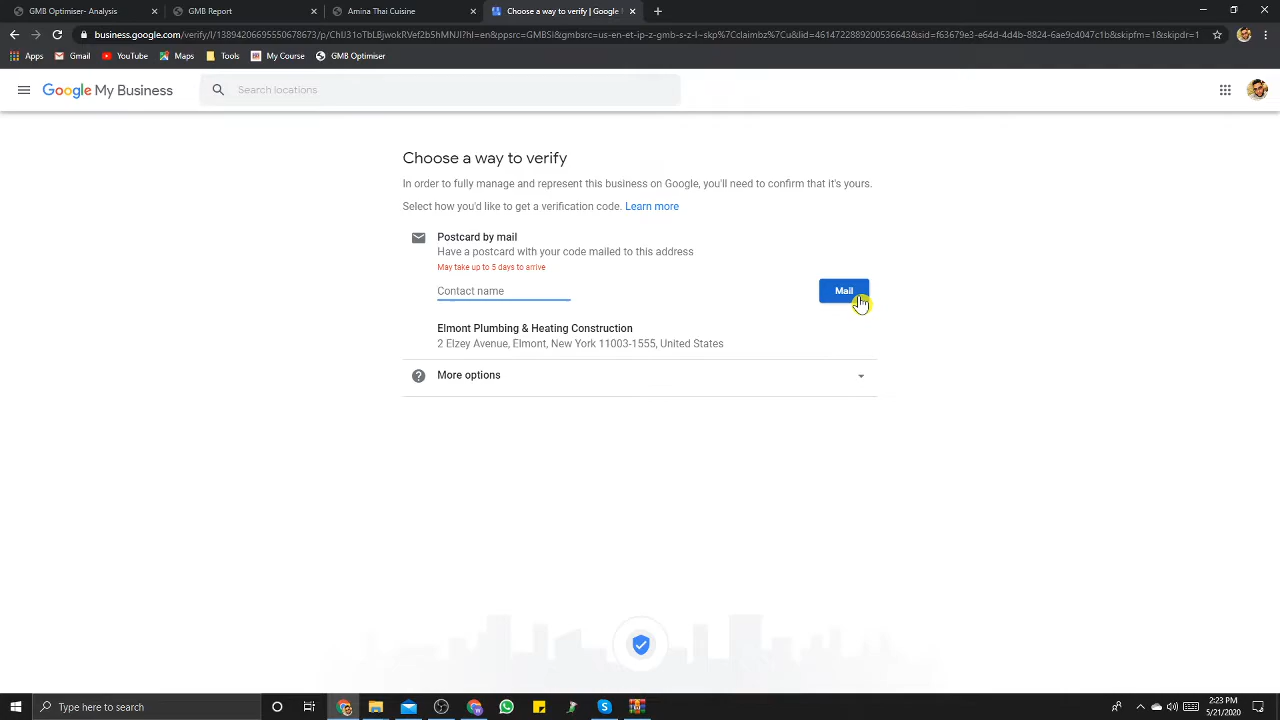 GMB Optimiser- Analysis
GMB Report
Amina Thai Cuisine
Choose a way to verify | Google
Apps
Gmail
YouTube
Maps
Tools
My Course
GMB Optimiser
Google My Business
Search locations
Choose a way to verify
In order to fully manage and represent this business on Google, you'll need to confirm that it's yours.
Select how you'd like to get a verification code. Learn more
Postcard by mail
Have a postcard with your code mailed to this address
May take up to 5 days to arrive
Contact name
Mail
Elmont Plumbing & Heating Construction
2 Elzey Avenue, Elmont, New York 11003-1555, United States
More options
Type here to search
2:23 PM
5/21/2020